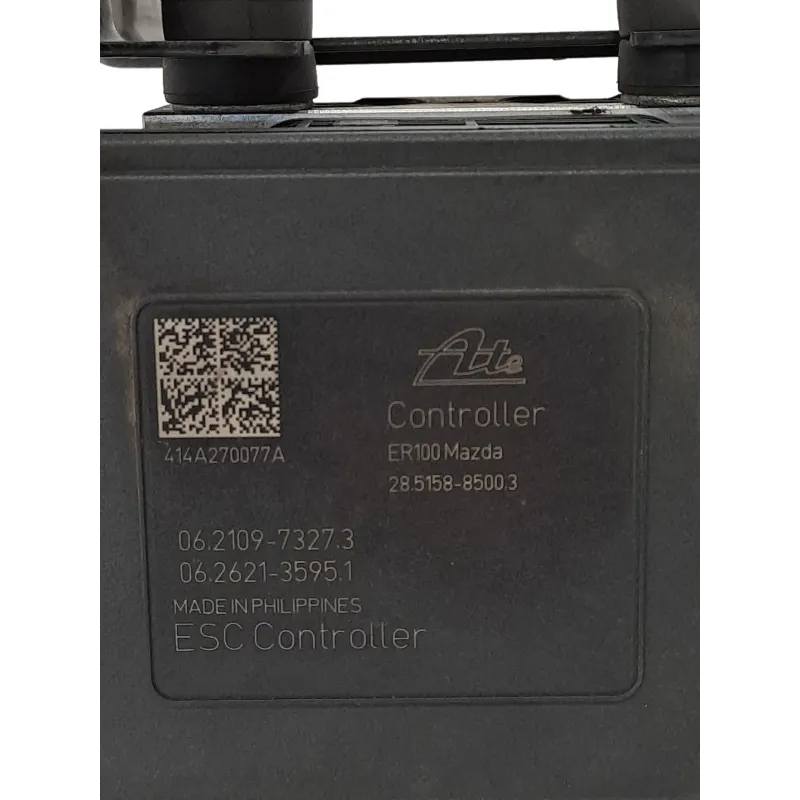 Ate
Controller
ER100 Mazda
28.5158-8500.3
414A270077A
06.2109-7327.3
06.2621-3595.1
MADE IN PHILIPPINES
ESC Controller